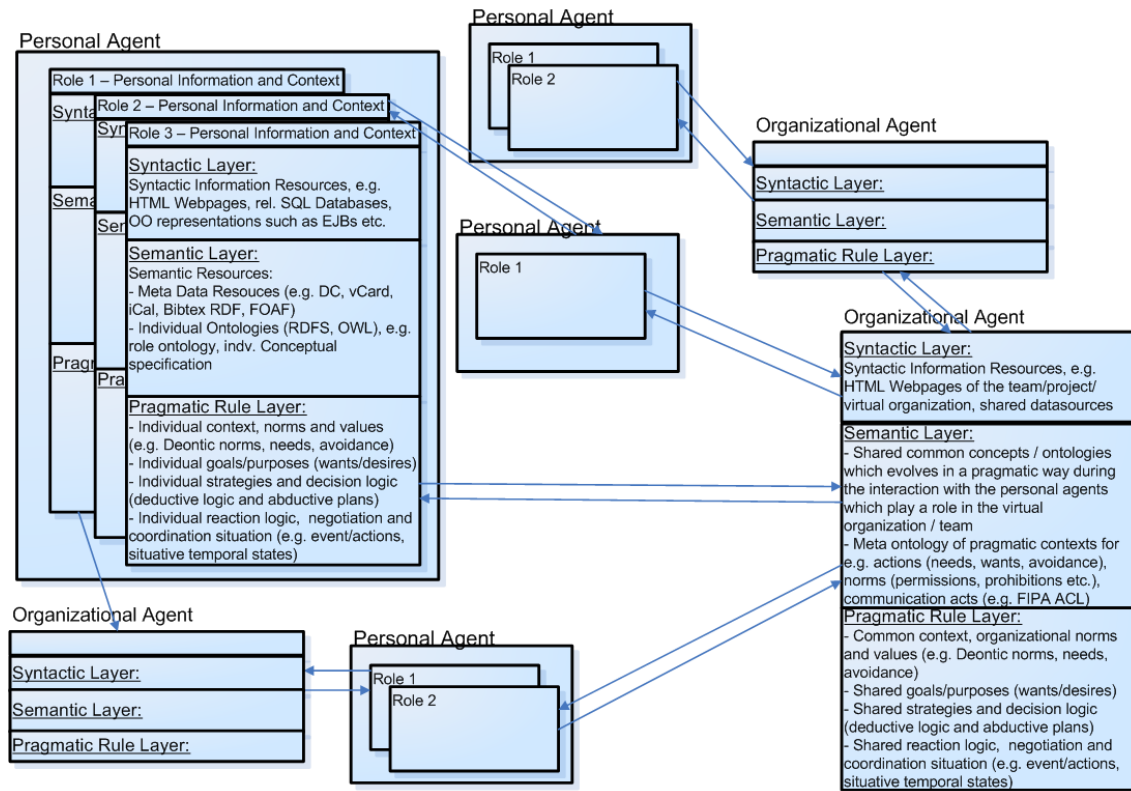 Personal Agent
Role 1 – Personal Information and Context
Synta
Sema
Pragr
Role 2 – Personal Information and Context
Syn
Sem
Pra
Role 3 – Personal Information and Context
Syntactic Layer:
Syntactic Information Resources, e.g.
HTML Webpages, rel. SQL Databases,
OO representations such as EJBs etc.
Semantic Layer:
Semantic Resources:
- Meta Data Resouces (e.g. DC, vCard,
iCal, Bibtex RDF, FOAF)
- Individual Ontologies (RDFS, OWL), e.g.
role ontology, indv. Conceptual
specification
Pragmatic Rule Layer:
- Individual context, norms and values
(e.g. Deontic norms, needs, avoidance)
- Individual goals/purposes (wants/desires)
- Individual strategies and decision logic
(deductive logic and abductive plans)
- Individual reaction logic, negotiation and
coordination situation (e.g. event/actions,
situative temporal states)
Personal Agent
Role 1
Role 2
Organizational Agent
Syntactic Layer:
Semantic Layer:
Pragmatic Rule Layer:
Personal Agent
Role 1
Organizational Agent
Syntactic Layer:
Syntactic Information Resources, e.g.
HTML Webpages of the team/project/
virtual organization, shared datasources
Semantic Layer:
- Shared common concepts / ontologies
which evolves in a pragmatic way during
the interaction with the personal agents
which play a role in the virtual
organization / team
- Meta ontology of pragmatic contexts for
e.g. actions (needs, wants, avoidance),
norms (permissions, prohibitions etc.),
communication acts (e.g. FIPA ACL)
Pragmatic Rule Layer:
- Common context, organizational norms
and values (e.g. Deontic norms, needs,
avoidance)
- Shared goals/purposes (wants/desires)
- Shared strategies and decision logic
(deductive logic and abductive plans)
- Shared reaction logic, negotiation and
coordination situation (e.g. event/actions,
situative temporal states)
Organizational Agent
Syntactic Layer:
Semantic Layer:
Pragmatic Rule Layer:
Personal Agent
Role 1
Role 2